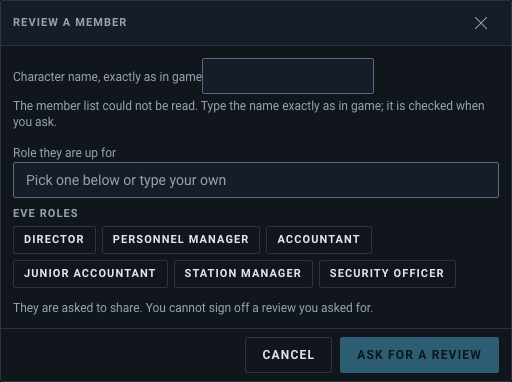 REVIEW A MEMBER
Character name, exactly as in game
The member list could not be read. Type the name exactly as in game; it is checked when
you ask.
Role they are up for
Pick one below or type your own
EVE ROLES
DIRECTOR PERSONNEL MANAGER ACCOUNTANT
JUNIOR ACCOUNTANT STATION MANAGER SECURITY OFFICER
They are asked to share. You cannot sign off a review you asked for.
CANCEL ASK FOR A REVIEW